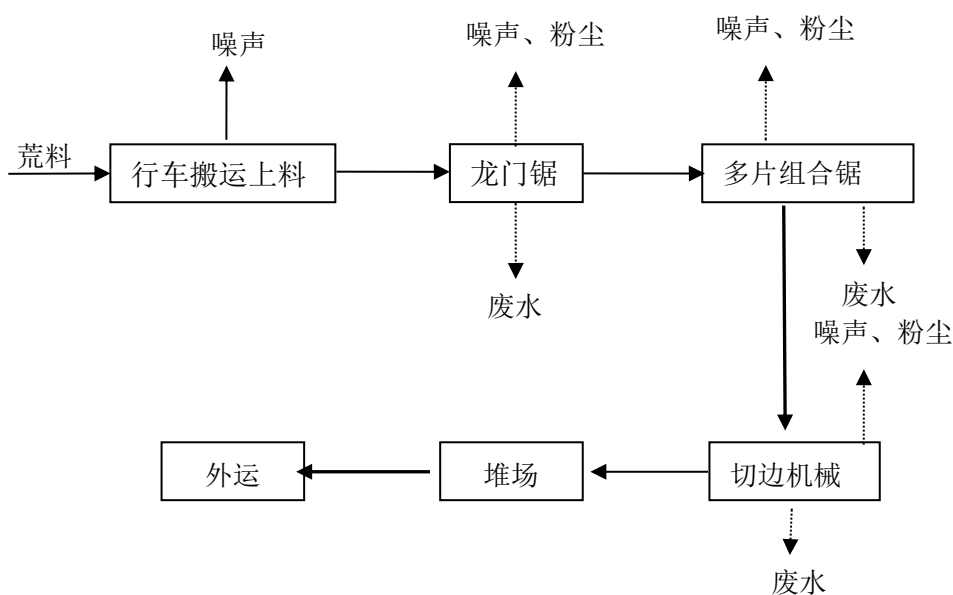 噪声
噪声、粉尘
噪声、粉尘
荒料
行车搬运上料
龙门锯
多片组合锯
废水
废水
噪声、粉尘
外运
堆场
切边机械
废水